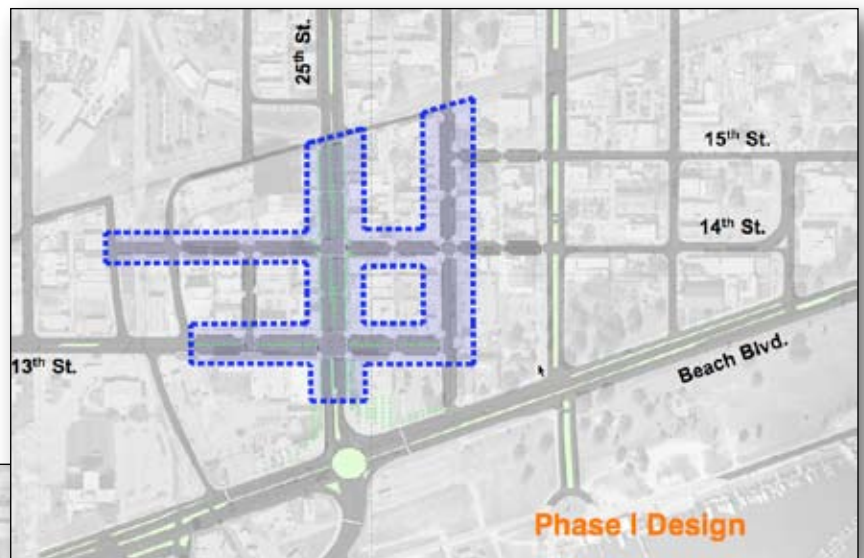 25th St.
15th St.
14th St.
13th St.
Beach Blvd.
Phase I Design